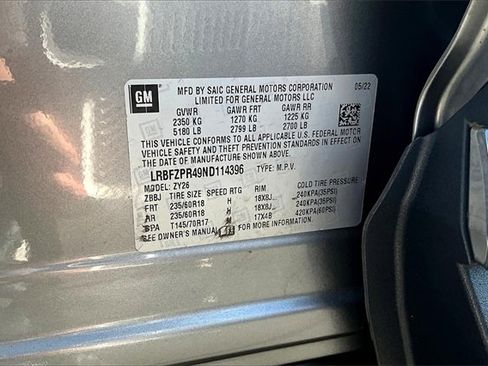 GM
MFD BY SAIC GENERAL MOTORS CORPORATION 05/22
LIMITED FOR GENERAL MOTORS LLC
GVWR GAWR FRT GAWR RR
2350 KG 1270 KG 1225 KG
5180 LB 2799 LB 2700 LB
THIS VEHICLE CONFORMS TO ALL APPLICABLE U.S. FEDERAL MOTOR
VEHICLE SAFETY AND THEFT PREVENTION STANDARDS IN EFFECT ON THE
DATE OF MANUFACTURE SHOWN ABOVE.
LRBFZPR49ND114396 TYPE: M.P.V.
MODEL: ZY26
ZBBJ TIRE SIZE SPEED RTG RIM COLD TIRE PRESSURE
FRT 235/60R18 H 18X8J 240KPA(35PSI)
RR 235/60R18 H 18X8J 240KPA(35PSI)
SPA T145/70R17 M 17X4B 420KPA(60PSI)
SEE OWNER'S MANUAL FOR MORE INFORMATION.